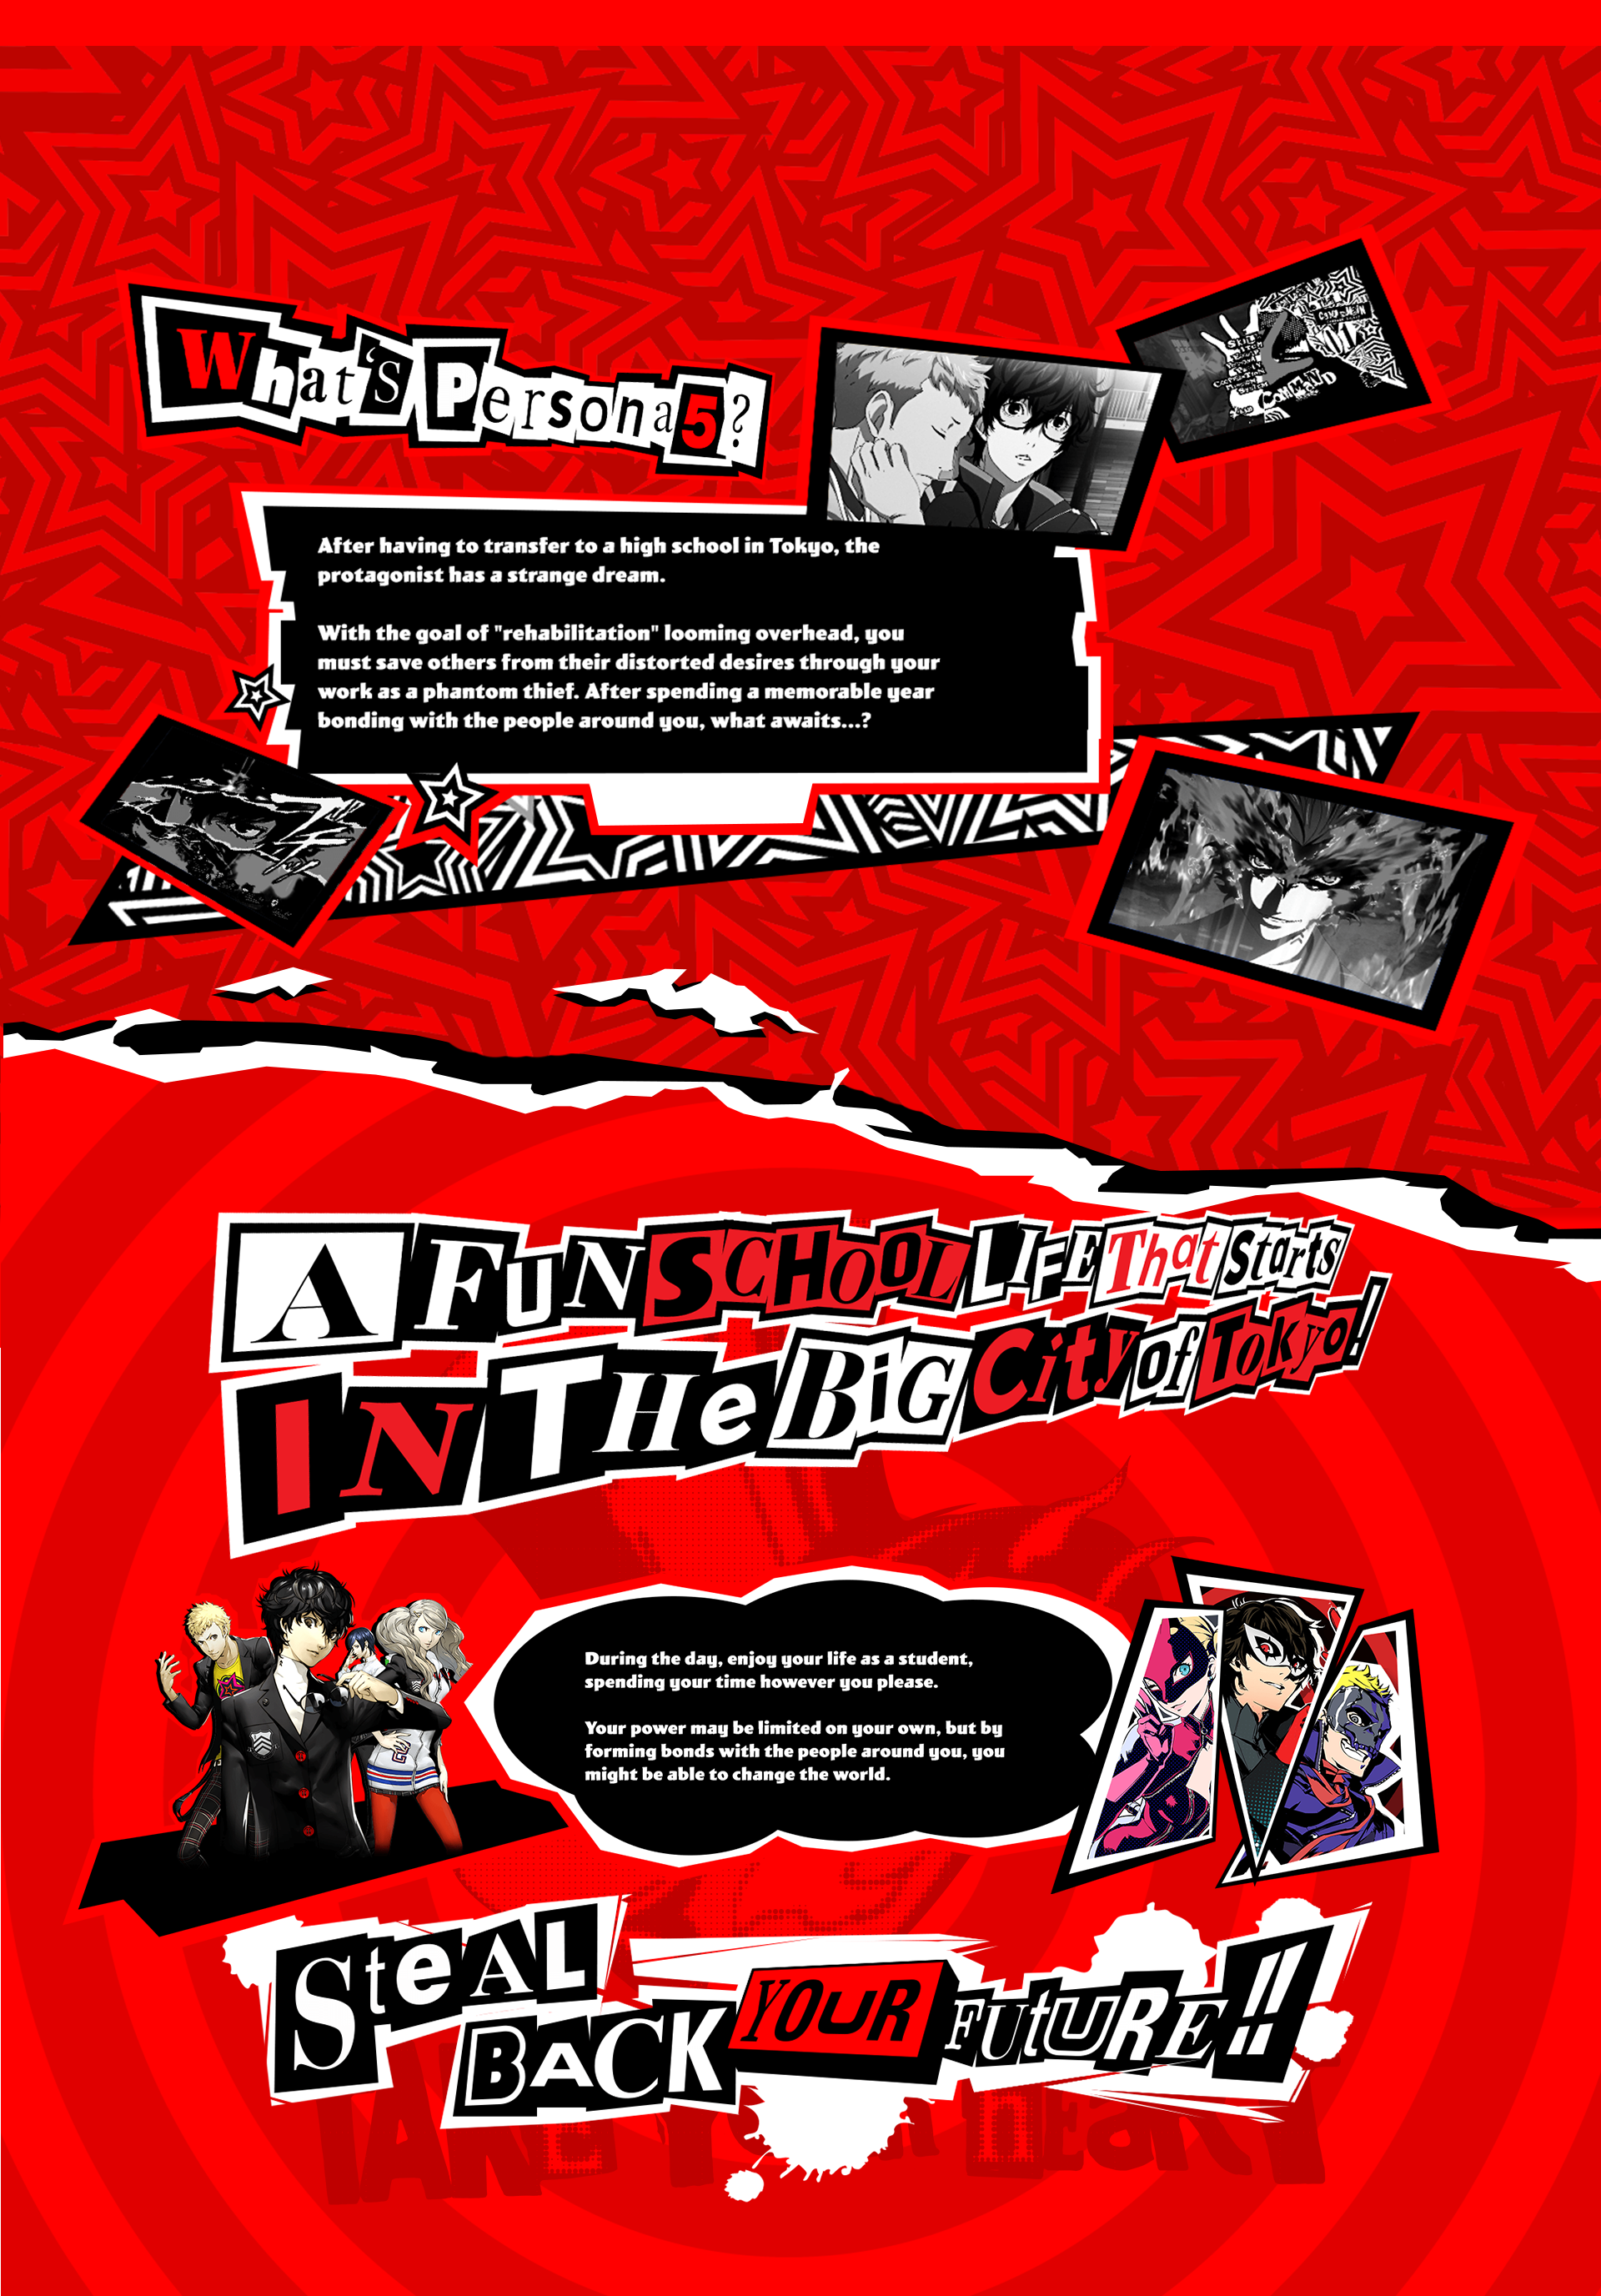 What's Persona 5?
After having to transfer to a high school in Tokyo, the
protagonist has a strange dream.
With the goal of "rehabilitation" looming overhead, you
must save others from their distorted desires through your
work as a phantom thief. After spending a memorable year
bonding with the people around you, what awaits...?
A FUN SCHOOL LIFE That Starts
IN THe BiG City of ToKyo!
During the day, enjoy your life as a student,
spending your time however you please.
Your power may be limited on your own, but by
forming bonds with the people around you, you
might be able to change the world.
SteAL
BACK YOUR FUtURE!!